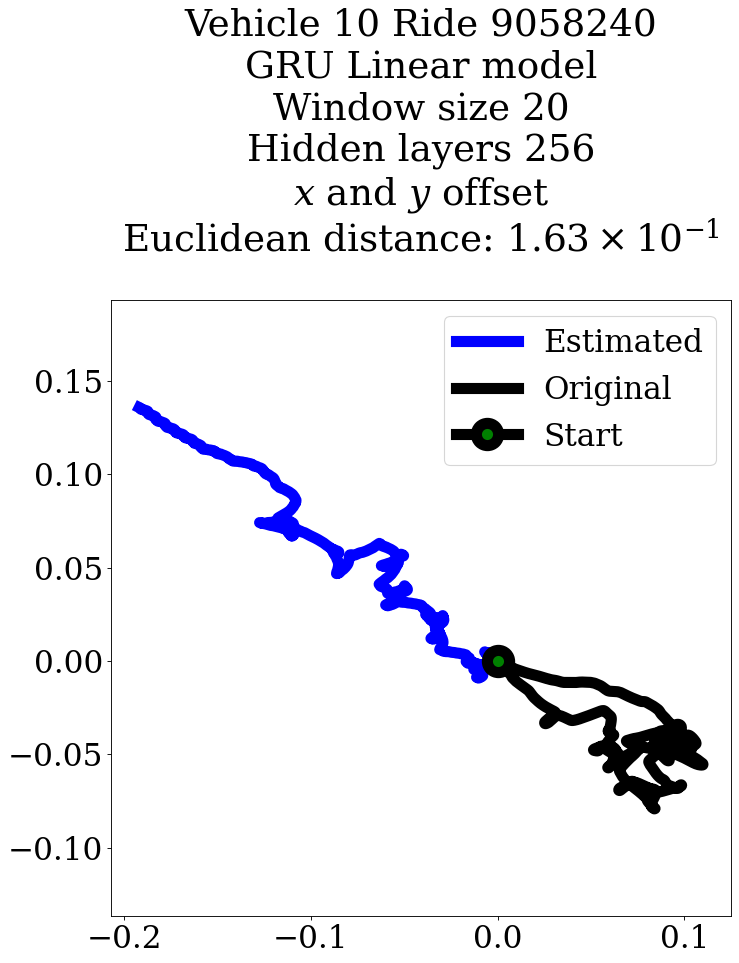 Vehicle 10 Ride 9058240
GRU Linear model
Window size 20
Hidden layers 256
x and y offset
Euclidean distance: 1.63 × 10⁻¹
Estimated
Original
Start
0.15
0.10
0.05
0.00
−0.05
−0.10
−0.2 −0.1 0.0 0.1